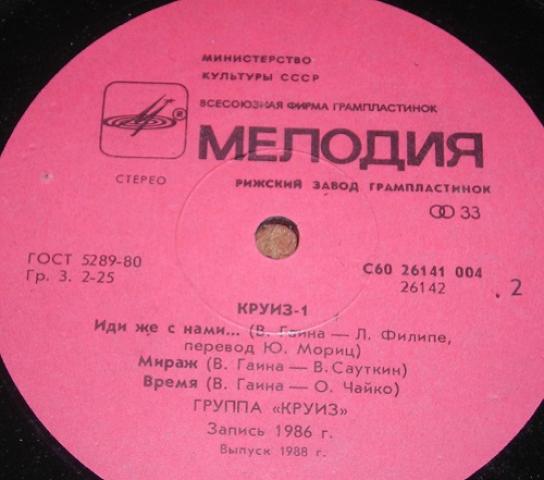 МИНИСТЕРСТВО
КУЛЬТУРЫ СССР
ВСЕСОЮЗНАЯ ФИРМА ГРАМПЛАСТИНОК
®
МЕЛОДИЯ
СТЕРЕО
РИЖСКИЙ ЗАВОД ГРАМПЛАСТИНОК
33
ГОСТ 5289-80
Гр. 3. 2-25
С60 26141 004
26142
2
КРУИЗ-1
Иди же с нами... (В. Гаина — Л. Филипе,
перевод Ю. Мориц)
Мираж (В. Гаина — В. Сауткин)
Время (В. Гаина — О. Чайко)
ГРУППА «КРУИЗ»
Запись 1986 г.
Выпуск 1988 г.